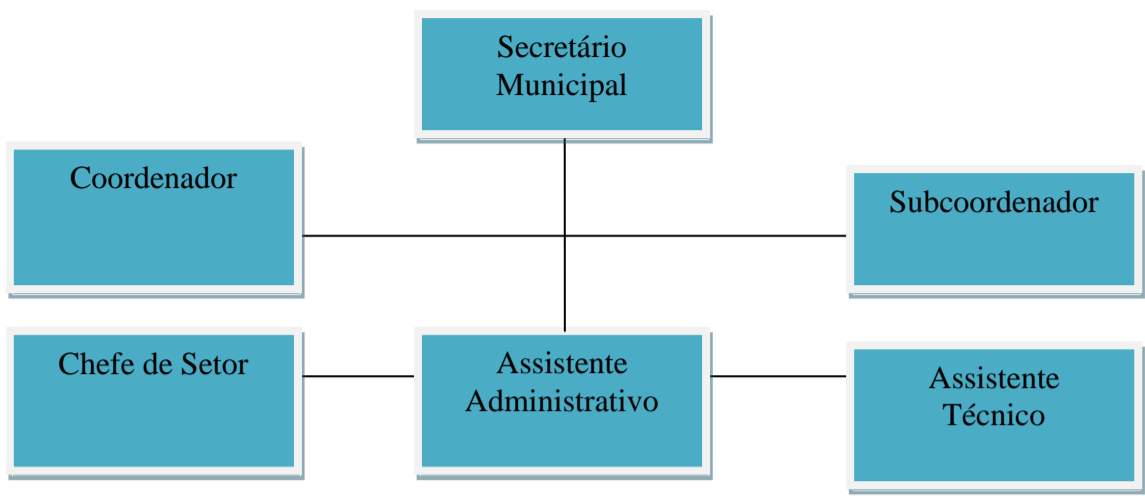 Secretário
Municipal
Coordenador
Subcoordenador
Chefe de Setor
Assistente
Administrativo
Assistente
Técnico